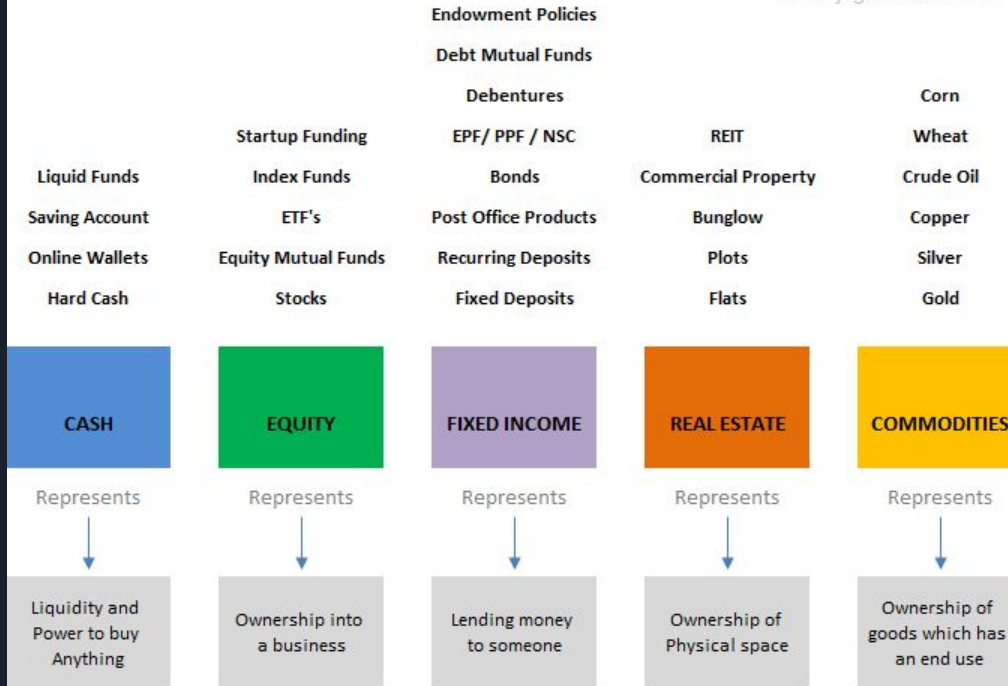 Endowment Policies
Debt Mutual Funds
Debentures
Corn
Startup Funding
EPF/ PPF / NSC
REIT
Wheat
Liquid Funds
Index Funds
Bonds
Commercial Property
Crude Oil
Saving Account
ETF's
Post Office Products
Bunglow
Copper
Online Wallets
Equity Mutual Funds
Recurring Deposits
Plots
Silver
Hard Cash
Stocks
Fixed Deposits
Flats
Gold
CASH
EQUITY
FIXED INCOME
REAL ESTATE
COMMODITIES
Represents
Represents
Represents
Represents
Represents
Liquidity and
Power to buy
Anything
Ownership into
a business
Lending money
to someone
Ownership of
Physical space
Ownership of
goods which has
an end use